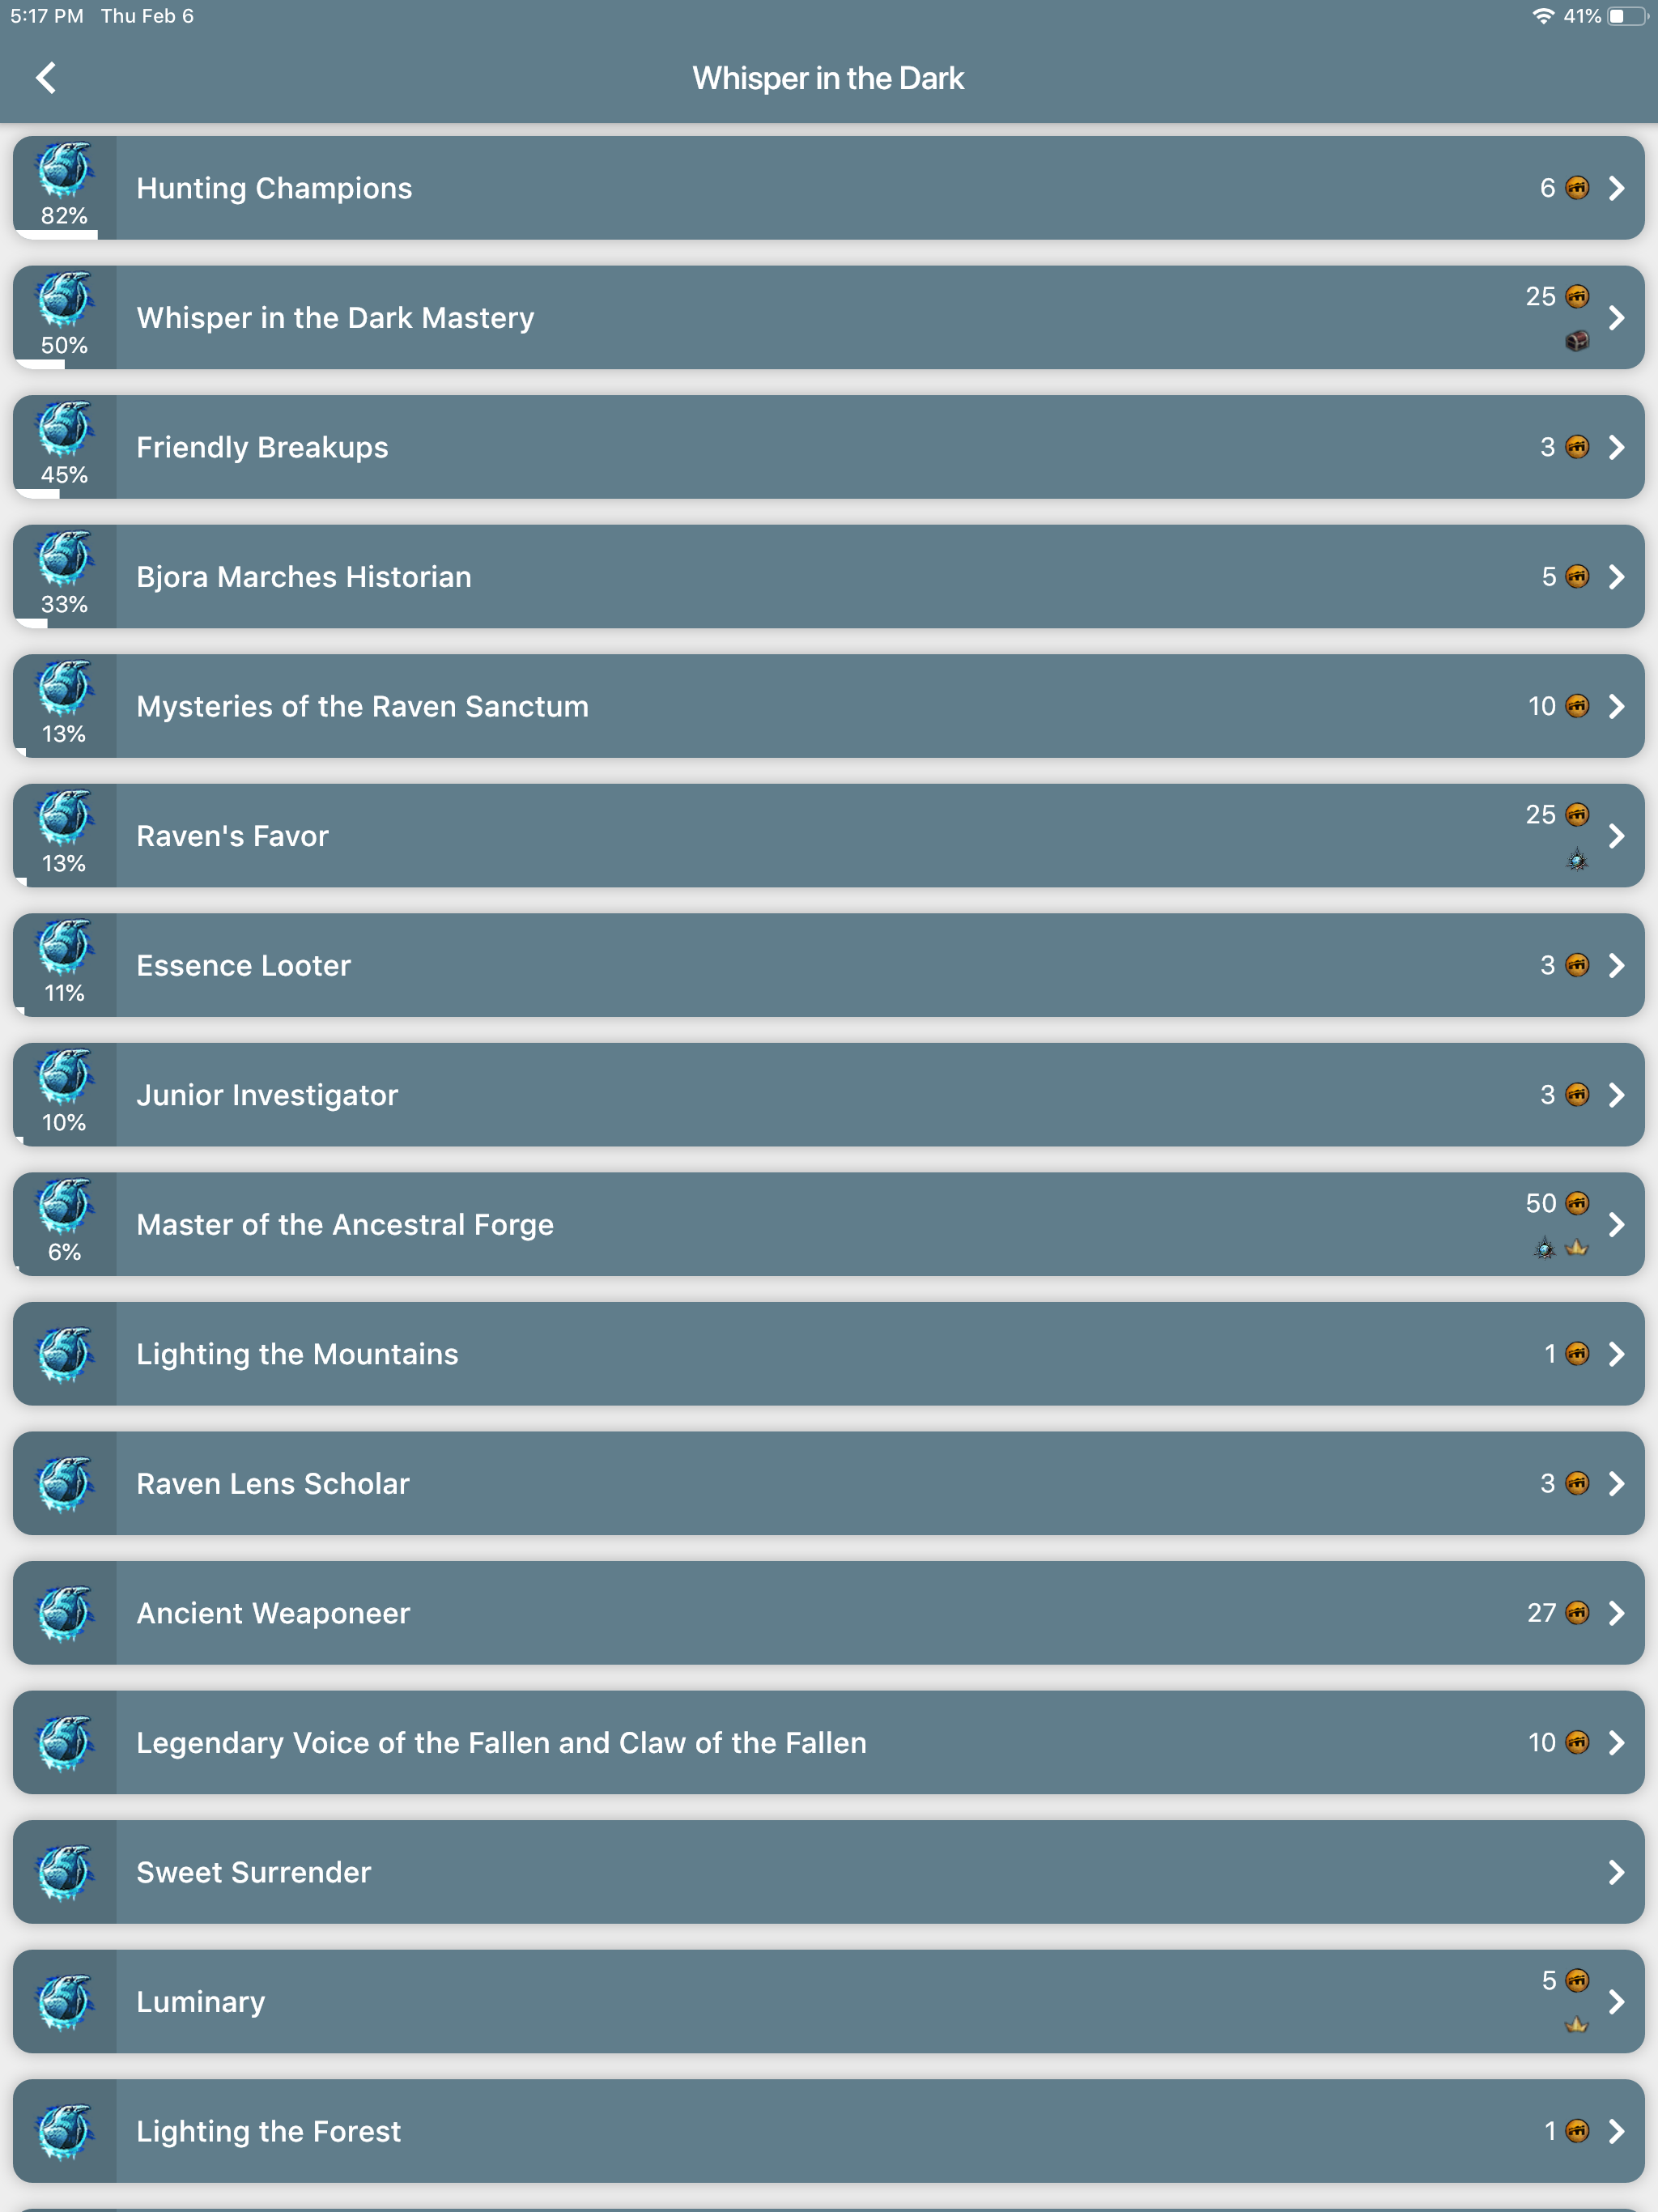 5:17 PM Thu Feb 6 41%
Whisper in the Dark
Hunting Champions 6
82%
Whisper in the Dark Mastery 25
50%
Friendly Breakups 3
45%
Bjora Marches Historian 5
33%
Mysteries of the Raven Sanctum 10
13%
Raven's Favor 25
13%
Essence Looter 3
11%
Junior Investigator 3
10%
Master of the Ancestral Forge 50
6%
Lighting the Mountains 1
Raven Lens Scholar 3
Ancient Weaponeer 27
Legendary Voice of the Fallen and Claw of the Fallen 10
Sweet Surrender
Luminary 5
Lighting the Forest 1